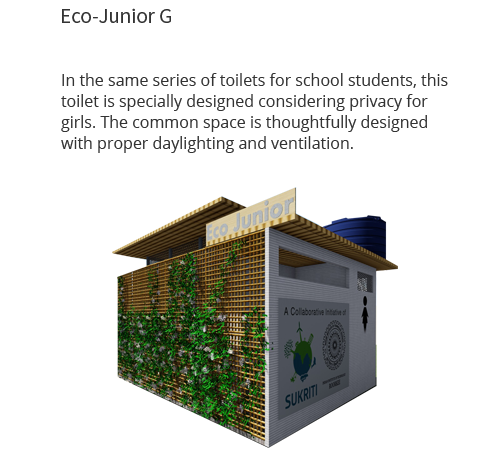 Eco-Junior G
In the same series of toilets for school students, this
toilet is specially designed considering privacy for
girls. The common space is thoughtfully designed
with proper daylighting and ventilation.
Eco Junior
A Collaborative Initiative of
SUKRITI